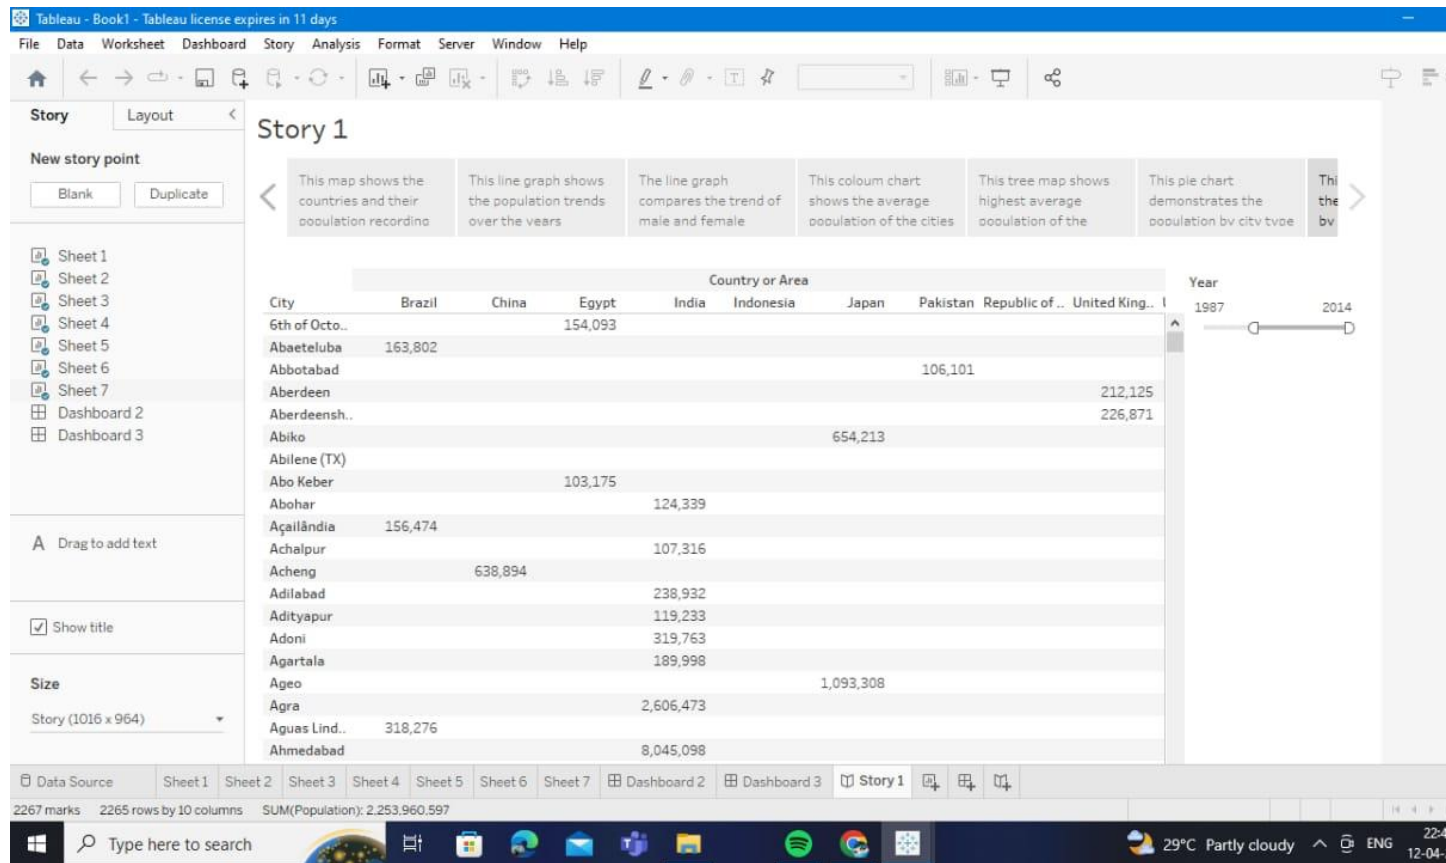 Tableau - Book1 - Tableau license expires in 11 days
File Data Worksheet Dashboard Story Analysis Format Server Window Help
Story Layout
New story point
Blank Duplicate
Sheet 1
Sheet 2
Sheet 3
Sheet 4
Sheet 5
Sheet 6
Sheet 7
Dashboard 2
Dashboard 3
A Drag to add text
Show title
Size
Story (1016 x 964)
Story 1
This map shows the
countries and their
population recording
This line graph shows
the population trends
over the years
The line graph
compares the trend of
male and female
This coloum chart
shows the average
population of the cities
This tree map shows
highest average
population of the
This pie chart
demonstrates the
population by city type
Thi
the
by
Country or Area
City Brazil China Egypt India Indonesia Japan Pakistan Republic of .. United King..
6th of Octo.. 154,093
Abaeteluba 163,802
Abbotabad 106,101
Aberdeen 212,125
Aberdeensh.. 226,871
Abiko 654,213
Abilene (TX)
Abo Keber 103,175
Abohar 124,339
Açailândia 156,474
Achalpur 107,316
Acheng 638,894
Adilabad 238,932
Adityapur 119,233
Adoni 319,763
Agartala 189,998
Ageo 1,093,308
Agra 2,606,473
Aguas Lind.. 318,276
Ahmedabad 8,045,098
Year
1987 2014
Data Source Sheet 1 Sheet 2 Sheet 3 Sheet 4 Sheet 5 Sheet 6 Sheet 7 Dashboard 2 Dashboard 3 Story 1
2267 marks 2265 rows by 10 columns SUM(Population): 2,253,960,597
Type here to search
29°C Partly cloudy ENG
22:4
12-04-